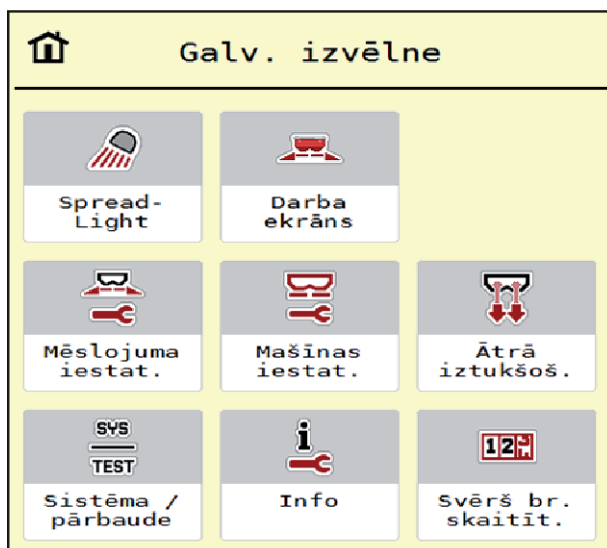 Galv. izvēlne
Spread-
Light
Darba
ekrāns
Mēslojuma
iestat.
Mašīnas
iestat.
Ātrā
iztukšoš.
SYS
TEST
Sistēma /
pārbaude
i
Info
12
Svērš br.
skaitīt.